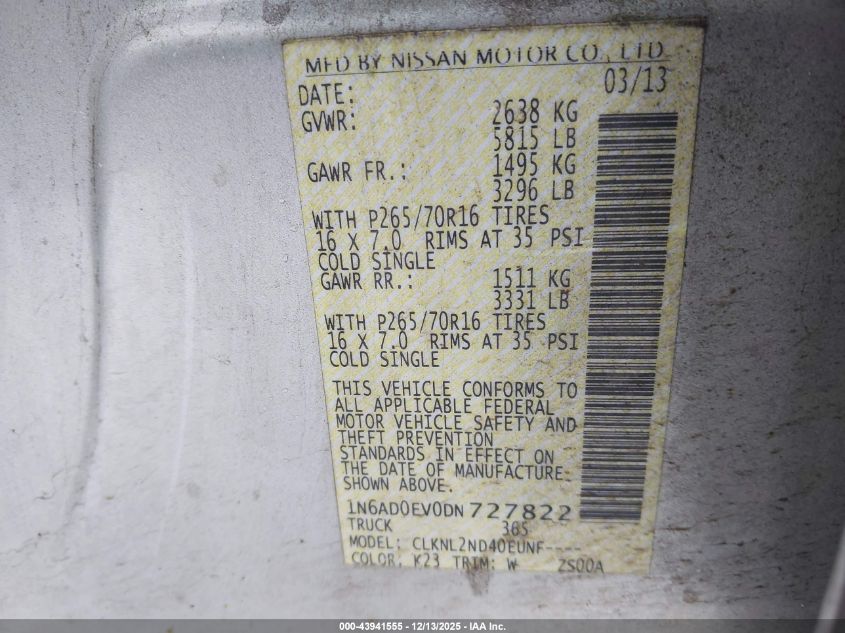 MFD BY NISSAN MOTOR CO., LTD.
DATE: 03/13
GVWR: 2638 KG
5815 LB
GAWR FR.: 1495 KG
3296 LB
WITH P265/70R16 TIRES
16 X 7.0 RIMS AT 35 PSI
COLD SINGLE
GAWR RR.: 1511 KG
3331 LB
WITH P265/70R16 TIRES
16 X 7.0 RIMS AT 35 PSI
COLD SINGLE
THIS VEHICLE CONFORMS TO
ALL APPLICABLE FEDERAL
MOTOR VEHICLE SAFETY AND
THEFT PREVENTION
STANDARDS IN EFFECT ON
THE DATE OF MANUFACTURE
SHOWN ABOVE.
1N6AD0EV0DN727822
TRUCK 385
MODEL: CLKNL2ND40EUNF----
COLOR: K23 TRIM: W ZS00A
000-43941555 - 12/13/2025 - IAA Inc.